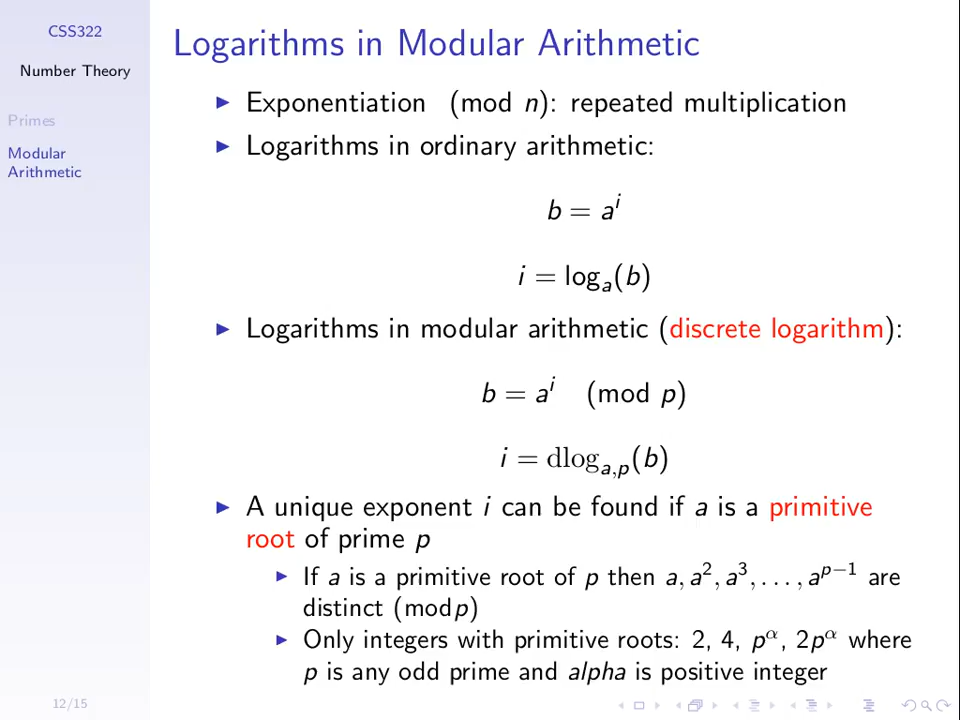 CSS322
Number Theory
Primes
Modular
Arithmetic
Logarithms in Modular Arithmetic
▶ Exponentiation (mod n): repeated multiplication
▶ Logarithms in ordinary arithmetic:
b = a^i
i = log_a(b)
▶ Logarithms in modular arithmetic (discrete logarithm):
b = a^i (mod p)
i = dlog_{a,p}(b)
▶ A unique exponent i can be found if a is a primitive
root of prime p
▶ If a is a primitive root of p then a, a^2, a^3, . . . , a^{p−1} are
distinct (modp)
▶ Only integers with primitive roots: 2, 4, p^α, 2p^α where
p is any odd prime and alpha is positive integer
12/15